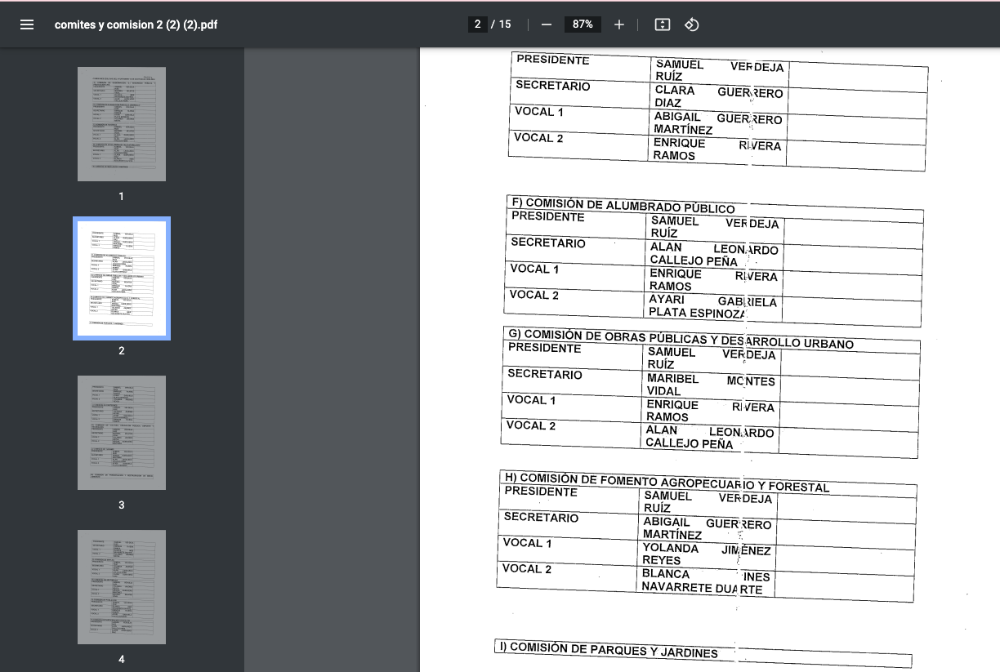 comites y comision 2 (2) (2).pdf
2 / 15
87%
1
2
3
4
PRESIDENTE SAMUEL VERDEJA
RUÍZ
SECRETARIO CLARA GUERRERO
DIAZ
VOCAL 1 ABIGAIL GUERRERO
MARTÍNEZ
VOCAL 2 ENRIQUE RIVERA
RAMOS
F) COMISIÓN DE ALUMBRADO PÚBLICO
PRESIDENTE SAMUEL VERDEJA
RUÍZ
SECRETARIO ALAN LEONARDO
CALLEJO PEÑA
VOCAL 1 ENRIQUE RIVERA
RAMOS
VOCAL 2 AYARI GABRIELA
PLATA ESPINOZA
G) COMISIÓN DE OBRAS PÚBLICAS Y DESARROLLO URBANO
PRESIDENTE SAMUEL VERDEJA
RUÍZ
SECRETARIO MARIBEL MONTES
VIDAL
VOCAL 1 ENRIQUE RIVERA
RAMOS
VOCAL 2 ALAN LEONARDO
CALLEJO PEÑA
H) COMISIÓN DE FOMENTO AGROPECUARIO Y FORESTAL
PRESIDENTE SAMUEL VERDEJA
RUÍZ
SECRETARIO ABIGAIL GUERRERO
MARTÍNEZ
VOCAL 1 YOLANDA JIMÉNEZ
REYES
VOCAL 2 BLANCA INES
NAVARRETE DUARTE
I) COMISIÓN DE PARQUES Y JARDINES